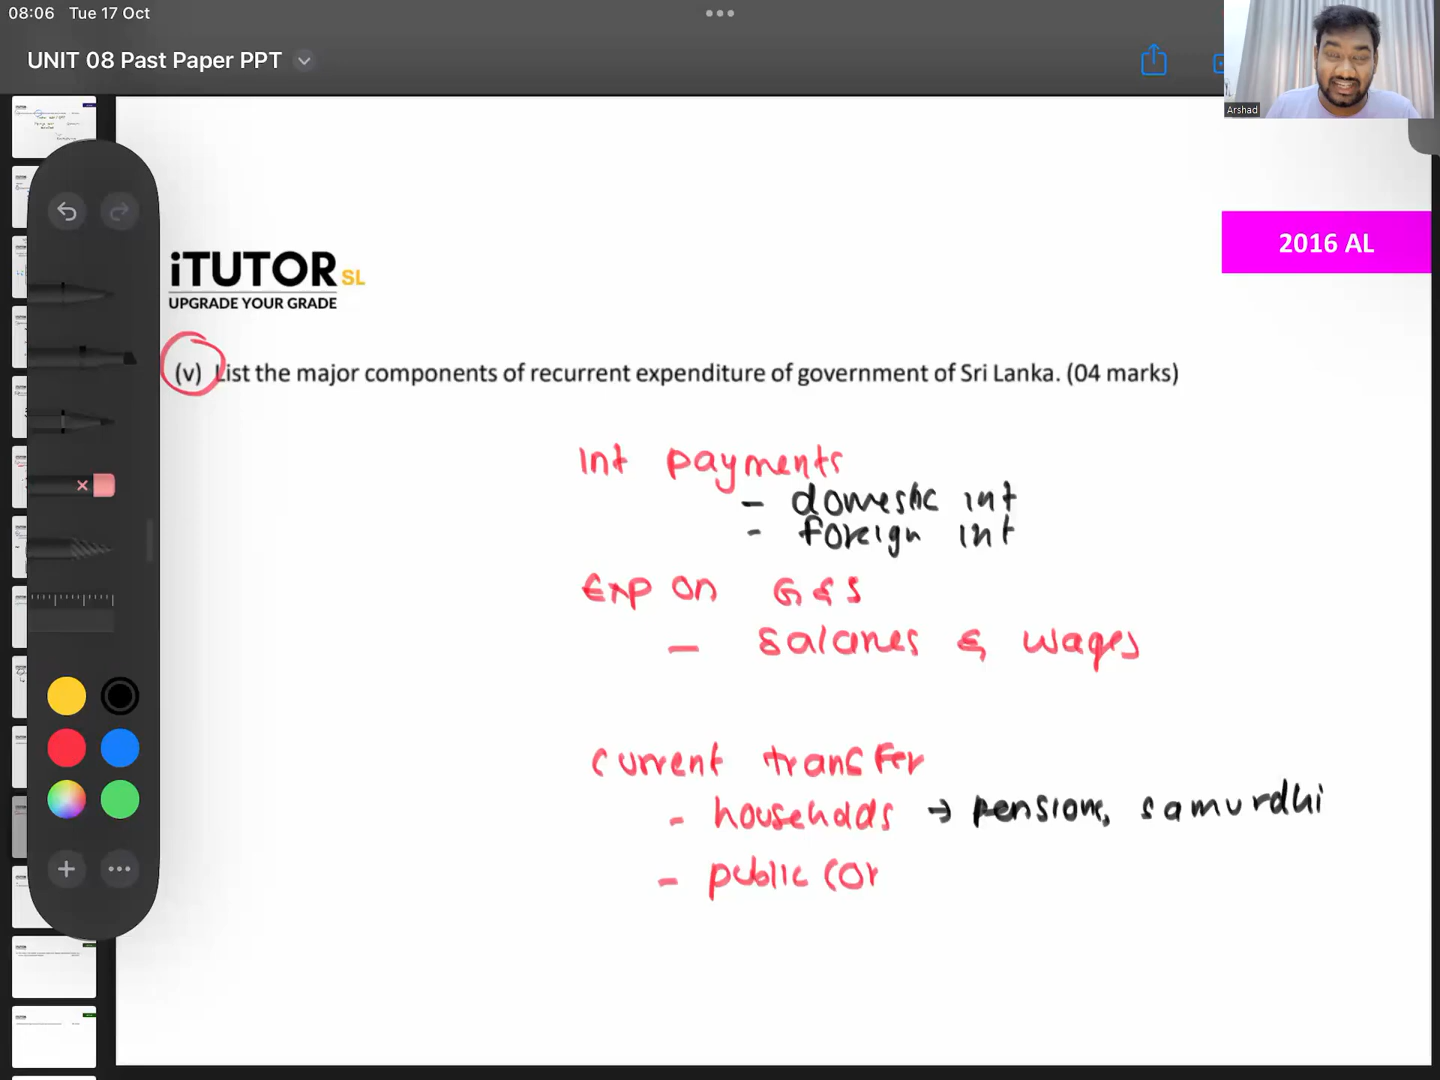 08:06 Tue 17 Oct
UNIT 08 Past Paper PPT
Arshad
2016 AL
iTUTOR SL
UPGRADE YOUR GRADE
(v) List the major components of recurrent expenditure of government of Sri Lanka. (04 marks)
Int payments
- domestic int
- foreign int
Exp on G & S
- salaries & wages
current transfer
- households → pensions, samurdhi
- public cor